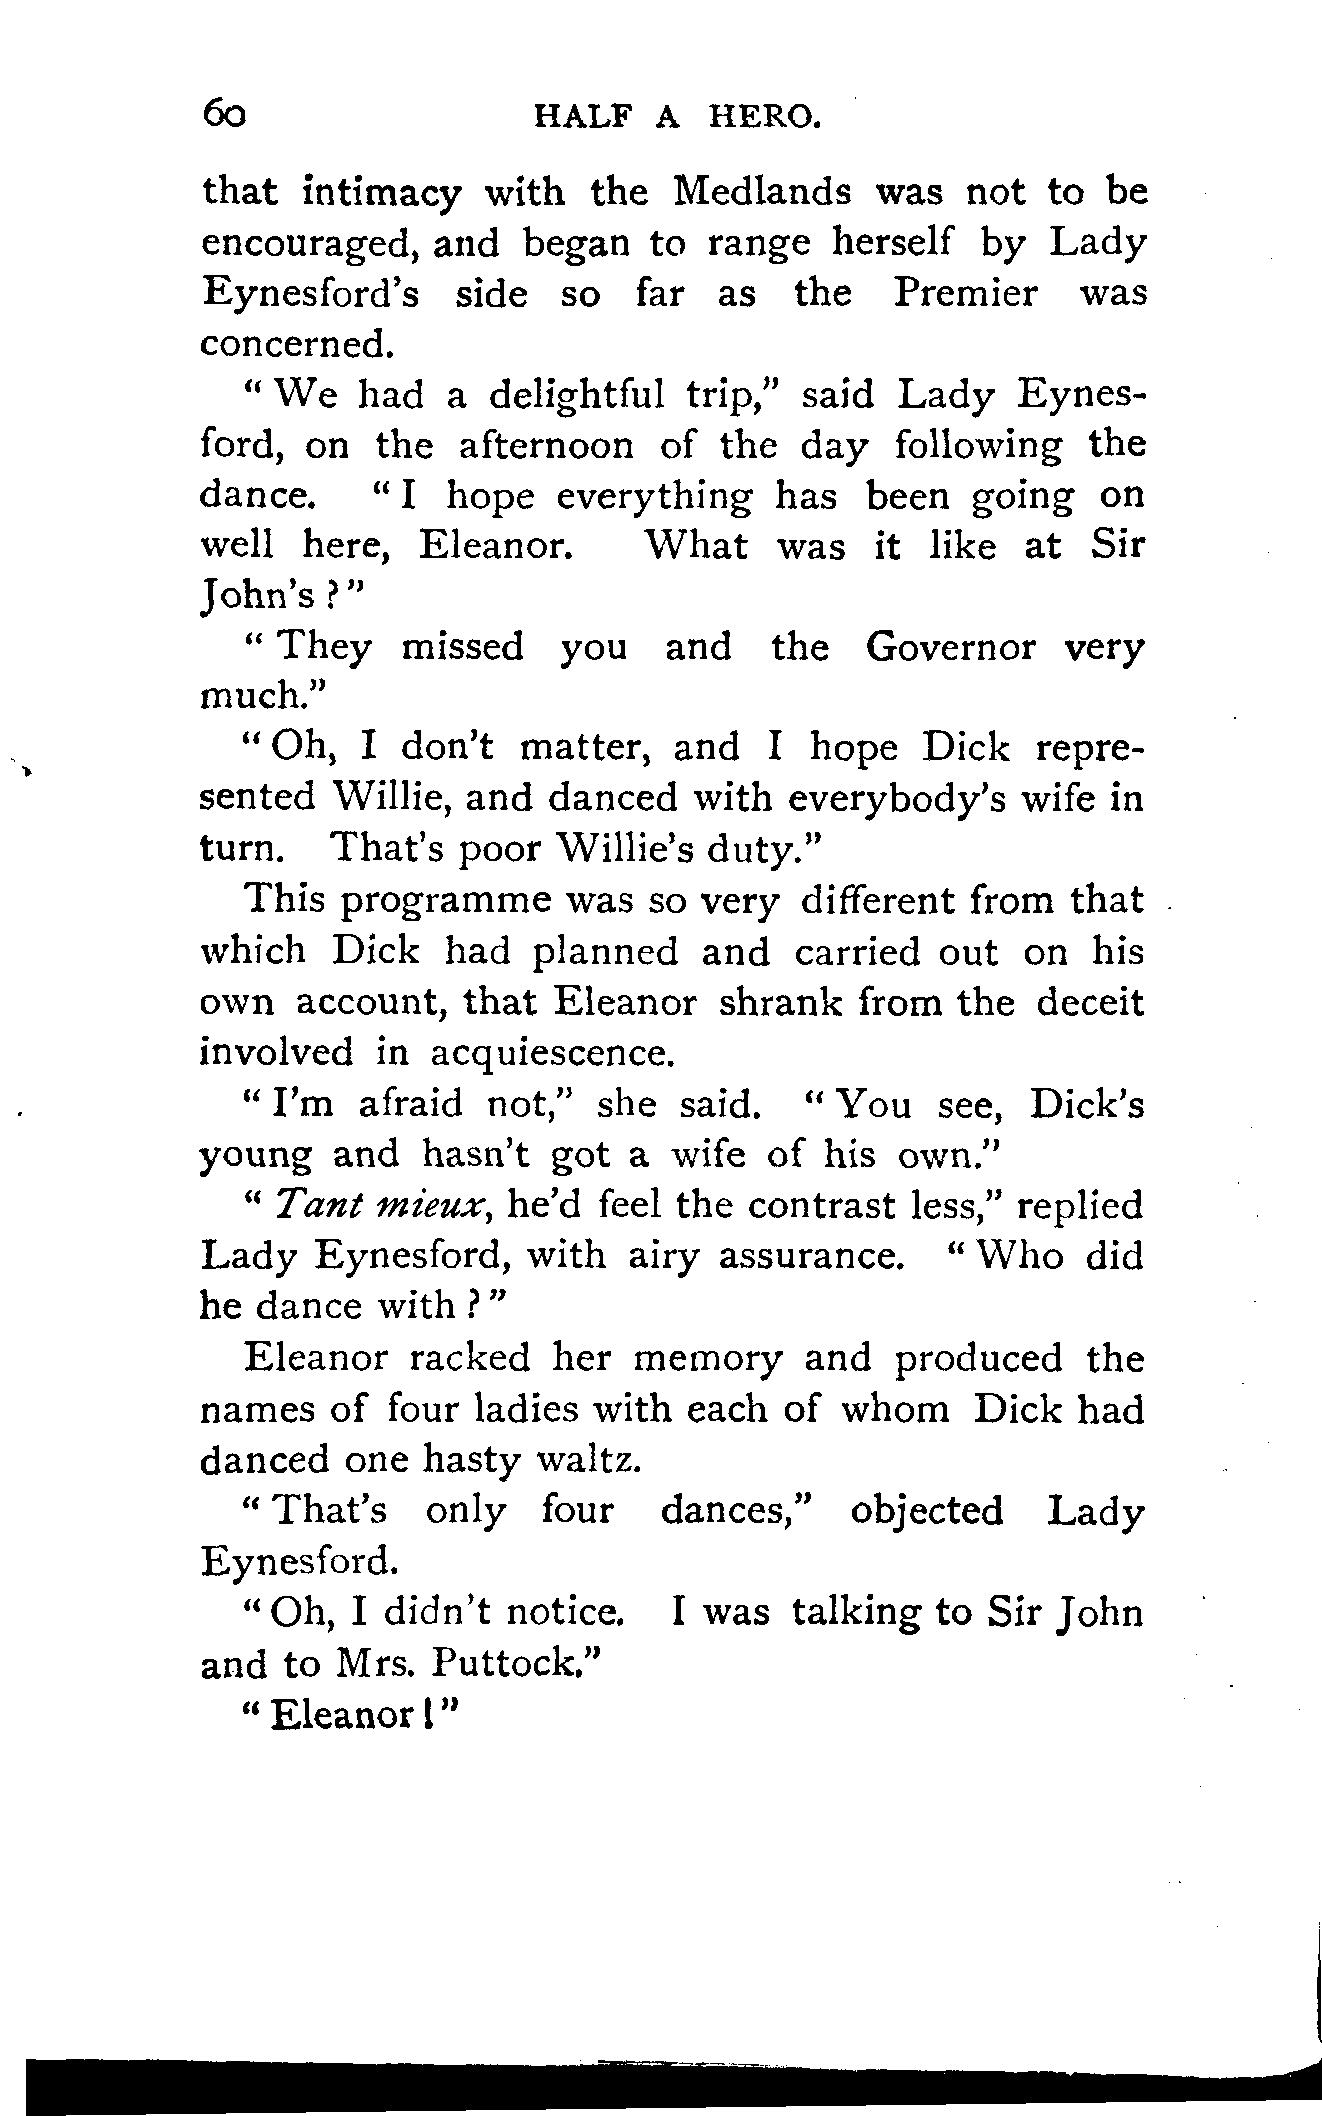 60 HALF A HERO.
that intimacy with the Medlands was not to be
encouraged, and began to range herself by Lady
Eynesford's side so far as the Premier was
concerned.
“ We had a delightful trip,” said Lady Eynes-
ford, on the afternoon of the day following the
dance. “ I hope everything has been going on
well here, Eleanor. What was it like at Sir
John's ? ”
“ They missed you and the Governor very
much.”
“ Oh, I don't matter, and I hope Dick repre-
sented Willie, and danced with everybody's wife in
turn. That's poor Willie's duty.”
This programme was so very different from that
which Dick had planned and carried out on his
own account, that Eleanor shrank from the deceit
involved in acquiescence.
“ I'm afraid not,” she said. “ You see, Dick's
young and hasn't got a wife of his own.”
“ Tant mieux, he'd feel the contrast less,” replied
Lady Eynesford, with airy assurance. “ Who did
he dance with ? ”
Eleanor racked her memory and produced the
names of four ladies with each of whom Dick had
danced one hasty waltz.
“ That's only four dances,” objected Lady
Eynesford.
“ Oh, I didn't notice. I was talking to Sir John
and to Mrs. Puttock.”
“ Eleanor ! ”